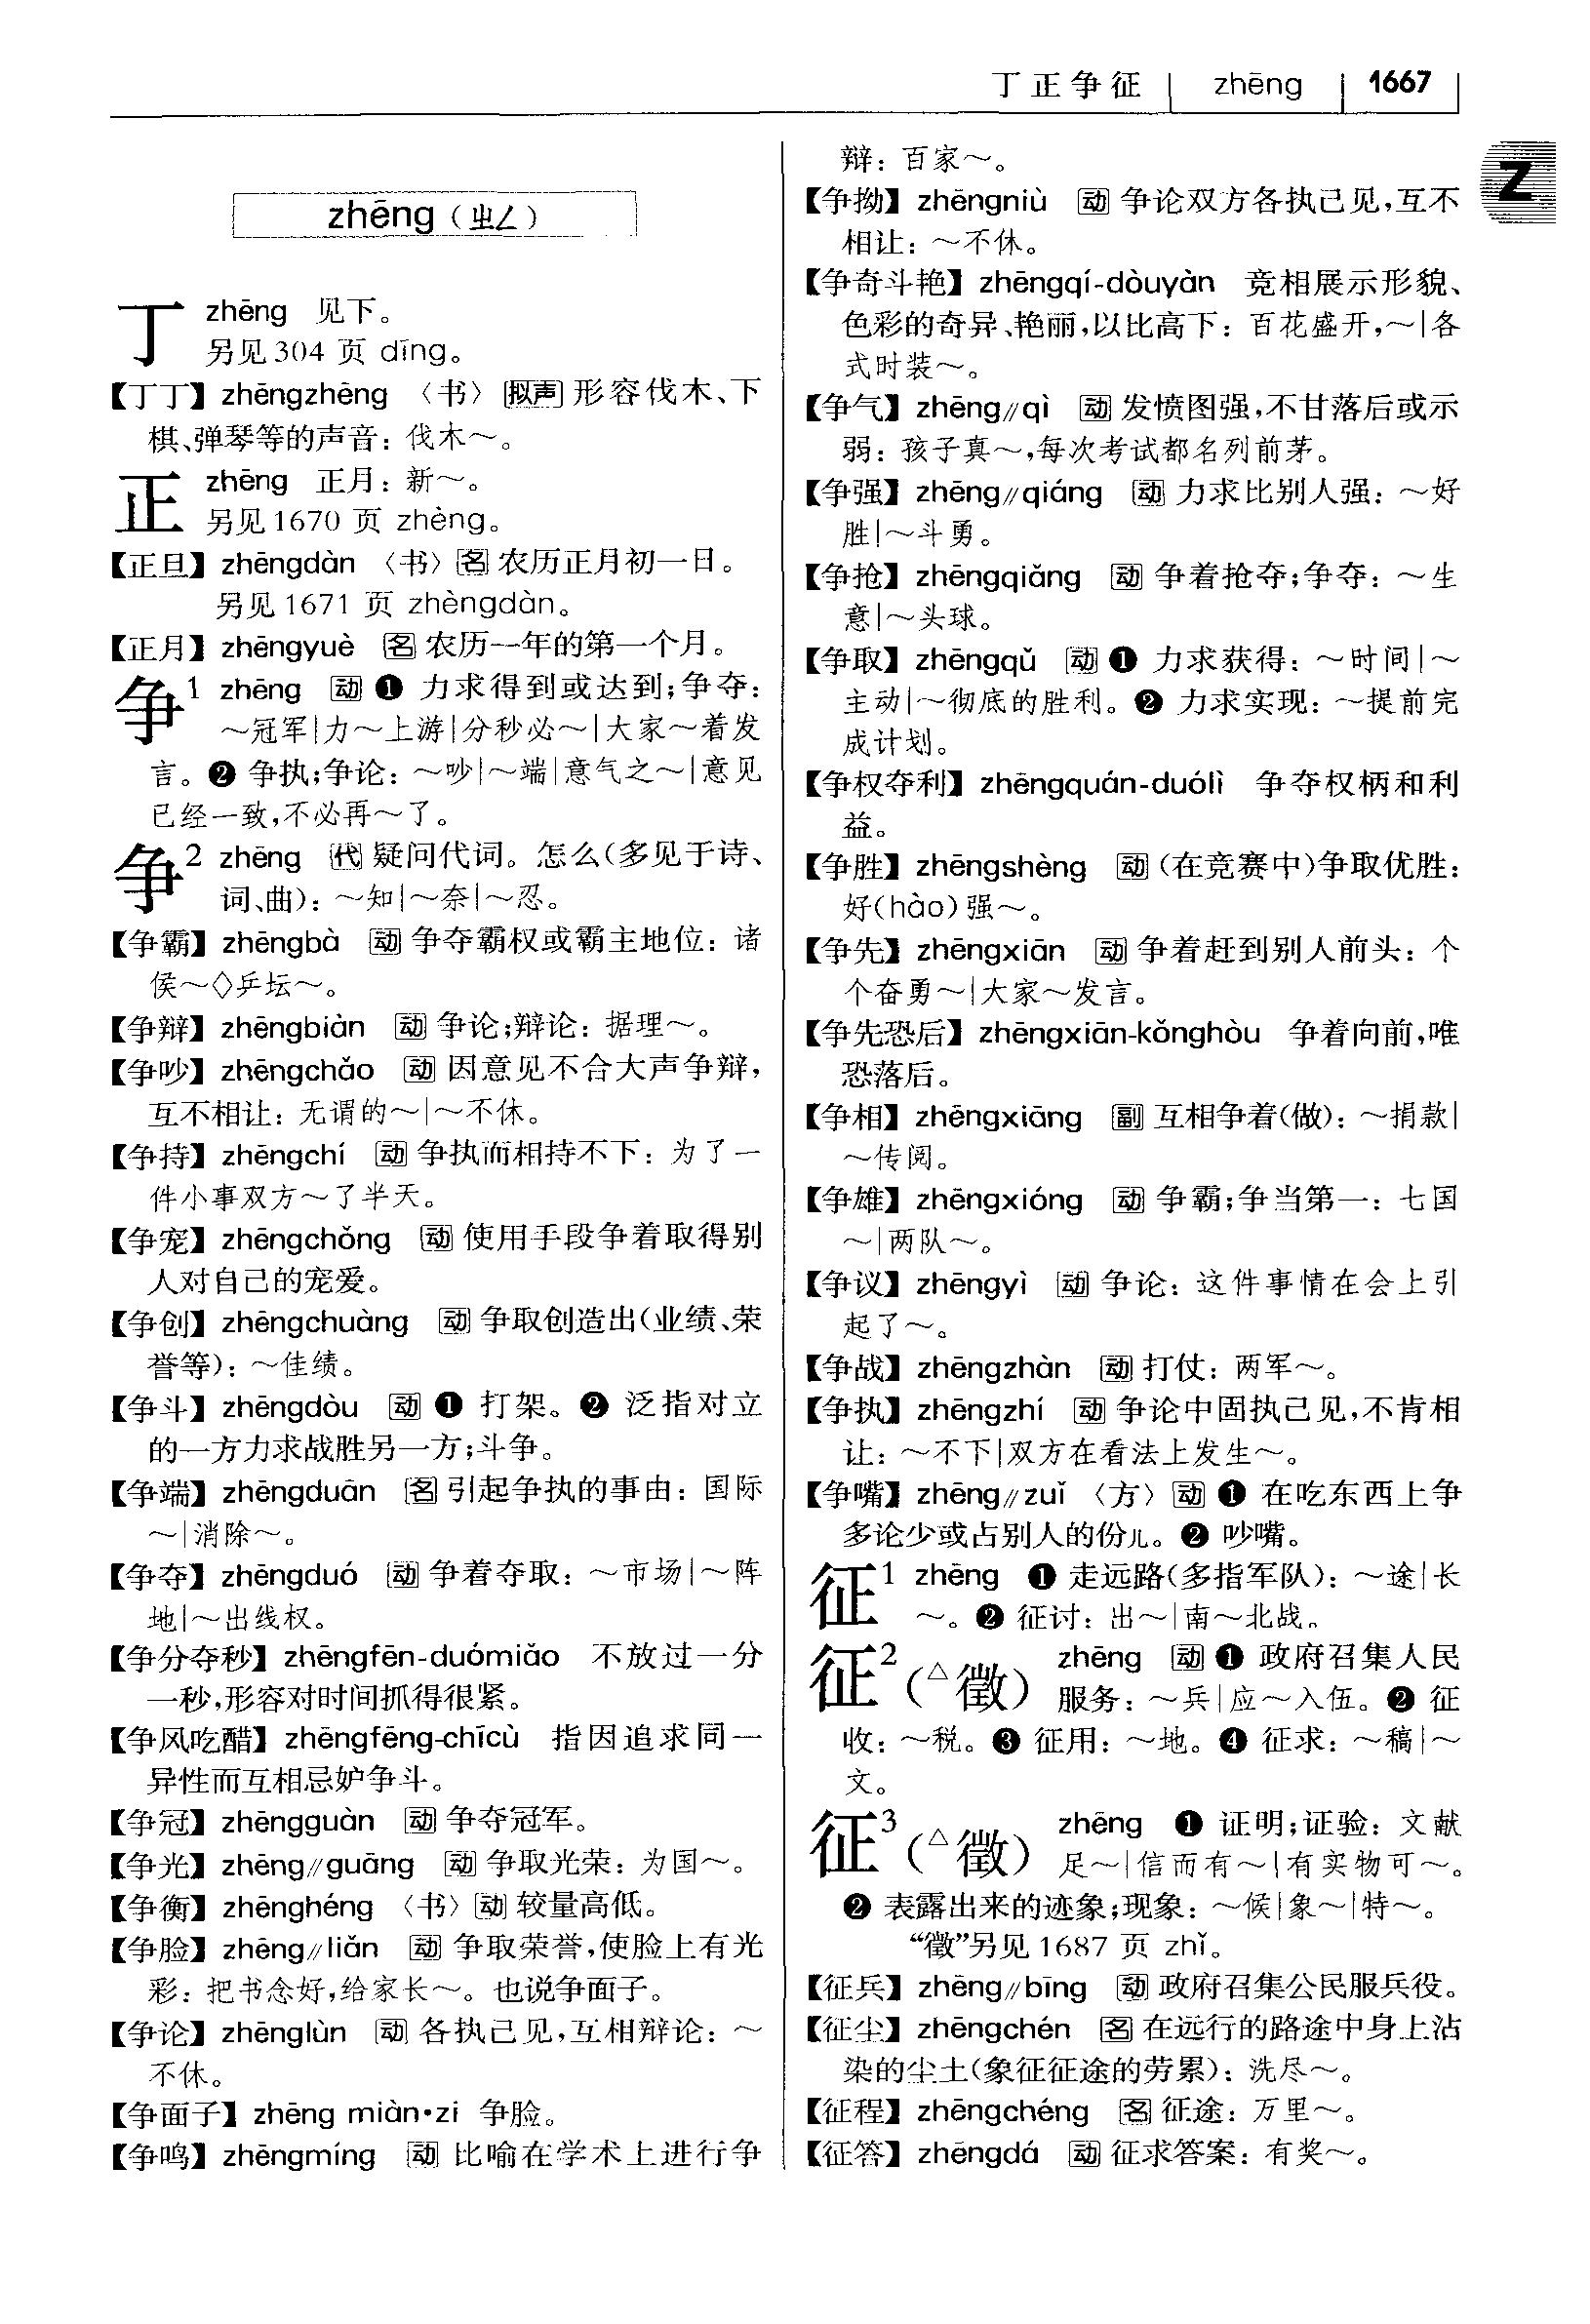 丁正争征 zhēng 1667
Z
zhēng (ㄓㄥ)
丁 zhēng 见下。
另见304页 dīng。
【丁丁】zhēngzhēng 〈书〉[拟声]形容伐木、下
棋、弹琴等的声音：伐木～。
正 zhēng 正月：新～。
另见1670页 zhèng。
【正旦】zhēngdàn 〈书〉[名]农历正月初一日。
另见1671页 zhèngdàn。
【正月】zhēngyuè [名]农历一年的第一个月。
争1 zhēng [动]❶ 力求得到或达到；争夺：
～冠军|力～上游|分秒必～|大家～着发
言。❷ 争执；争论：～吵|～端|意气之～|意见
已经一致，不必再～了。
争2 zhēng [代]疑问代词。怎么（多见于诗、
词、曲）：～知|～奈|～忍。
【争霸】zhēngbà [动]争夺霸权或霸主地位：诸
侯～◇乒坛～。
【争辩】zhēngbiàn [动]争论；辩论：据理～。
【争吵】zhēngchǎo [动]因意见不合大声争辩，
互不相让：无谓的～|～不休。
【争持】zhēngchí [动]争执而相持不下：为了一
件小事双方～了半天。
【争宠】zhēngchǒng [动]使用手段争着取得别
人对自己的宠爱。
【争创】zhēngchuàng [动]争取创造出（业绩、荣
誉等）：～佳绩。
【争斗】zhēngdòu [动]❶ 打架。❷ 泛指对立
的一方力求战胜另一方；斗争。
【争端】zhēngduān [名]引起争执的事由：国际
～|消除～。
【争夺】zhēngduó [动]争着夺取：～市场|～阵
地|～出线权。
【争分夺秒】zhēngfēn-duómiǎo 不放过一分
一秒，形容对时间抓得很紧。
【争风吃醋】zhēngfēng-chīcù 指因追求同一
异性而互相忌妒争斗。
【争冠】zhēngguàn [动]争夺冠军。
【争光】zhēng//guāng [动]争取光荣：为国～。
【争衡】zhēnghéng 〈书〉[动]较量高低。
【争脸】zhēng//liǎn [动]争取荣誉，使脸上有光
彩：把书念好，给家长～。也说争面子。
【争论】zhēnglùn [动]各执己见，互相辩论：～
不休。
【争面子】zhēng miàn·zi 争脸。
【争鸣】zhēngmíng [动]比喻在学术上进行争
辩：百家～。
【争拗】zhēngniù [动]争论双方各执己见，互不
相让：～不休。
【争奇斗艳】zhēngqí-dòuyàn 竞相展示形貌、
色彩的奇异、艳丽，以比高下：百花盛开，～|各
式时装～。
【争气】zhēng//qì [动]发愤图强，不甘落后或示
弱：孩子真～，每次考试都名列前茅。
【争强】zhēng//qiáng [动]力求比别人强：～好
胜|～斗勇。
【争抢】zhēngqiǎng [动]争着抢夺；争夺：～生
意|～头球。
【争取】zhēngqǔ [动]❶ 力求获得：～时间|～
主动|～彻底的胜利。❷ 力求实现：～提前完
成计划。
【争权夺利】zhēngquán-duólì 争夺权柄和利
益。
【争胜】zhēngshèng [动]（在竞赛中）争取优胜：
好（hào）强～。
【争先】zhēngxiān [动]争着赶到别人前头：个
个奋勇～|大家～发言。
【争先恐后】zhēngxiān-kǒnghòu 争着向前，唯
恐落后。
【争相】zhēngxiāng [副]互相争着（做）：～捐款|
～传阅。
【争雄】zhēngxióng [动]争霸；争当第一：七国
～|两队～。
【争议】zhēngyì [动]争论：这件事情在会上引
起了～。
【争战】zhēngzhàn [动]打仗：两军～。
【争执】zhēngzhí [动]争论中固执己见，不肯相
让：～不下|双方在看法上发生～。
【争嘴】zhēng//zuǐ 〈方〉[动]❶ 在吃东西上争
多论少或占别人的份儿。❷ 吵嘴。
征1 zhēng ❶ 走远路（多指军队）：～途|长
～。❷ 征讨：出～|南～北战。
征2（△徵） zhēng [动]❶ 政府召集人民
服务：～兵|应～入伍。❷ 征
收：～税。❸ 征用：～地。❹ 征求：～稿|～
文。
征3（△徵） zhēng ❶ 证明；证验：文献
足～|信而有～|有实物可～。
❷ 表露出来的迹象；现象：～候|象～|特～。
“徵”另见1687页 zhǐ。
【征兵】zhēng//bīng [动]政府召集公民服兵役。
【征尘】zhēngchén [名]在远行的路途中身上沾
染的尘土（象征征途的劳累）：洗尽～。
【征程】zhēngchéng [名]征途：万里～。
【征答】zhēngdá [动]征求答案：有奖～。